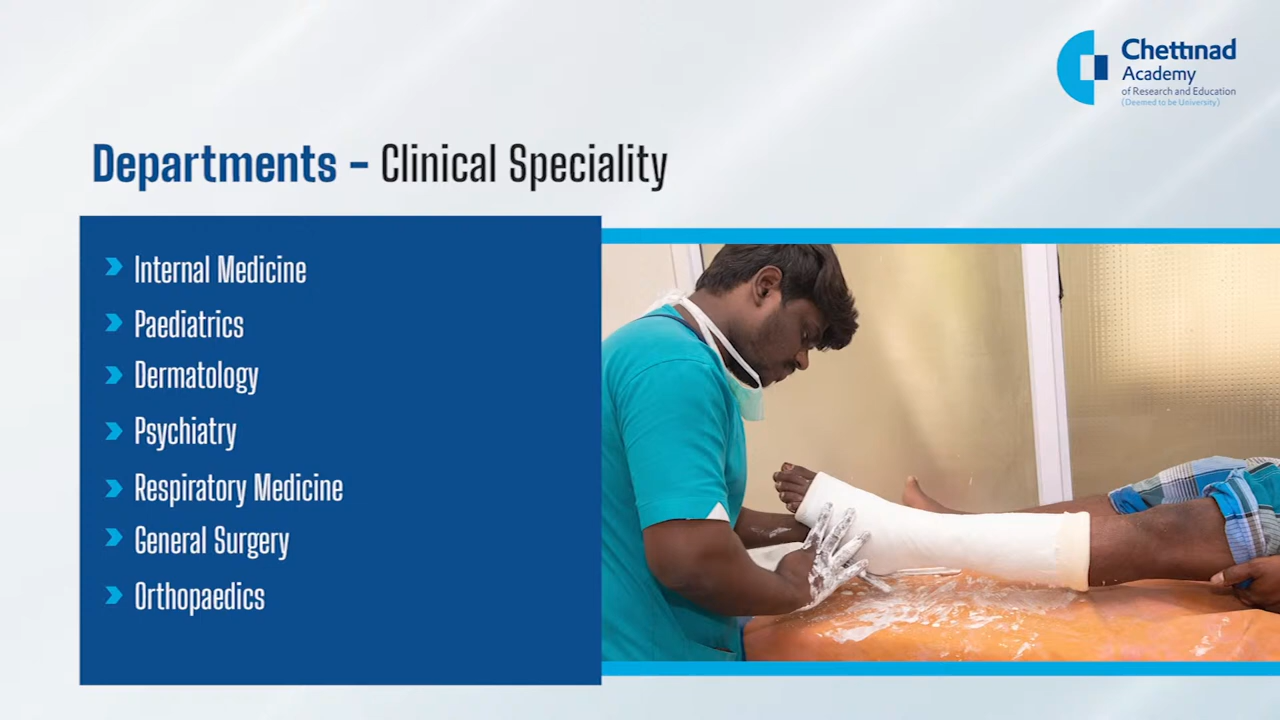 Chettinad
Academy
of Research and Education
(Deemed to be University)
Departments - Clinical Speciality
Internal Medicine
Paediatrics
Dermatology
Psychiatry
Respiratory Medicine
General Surgery
Orthopaedics